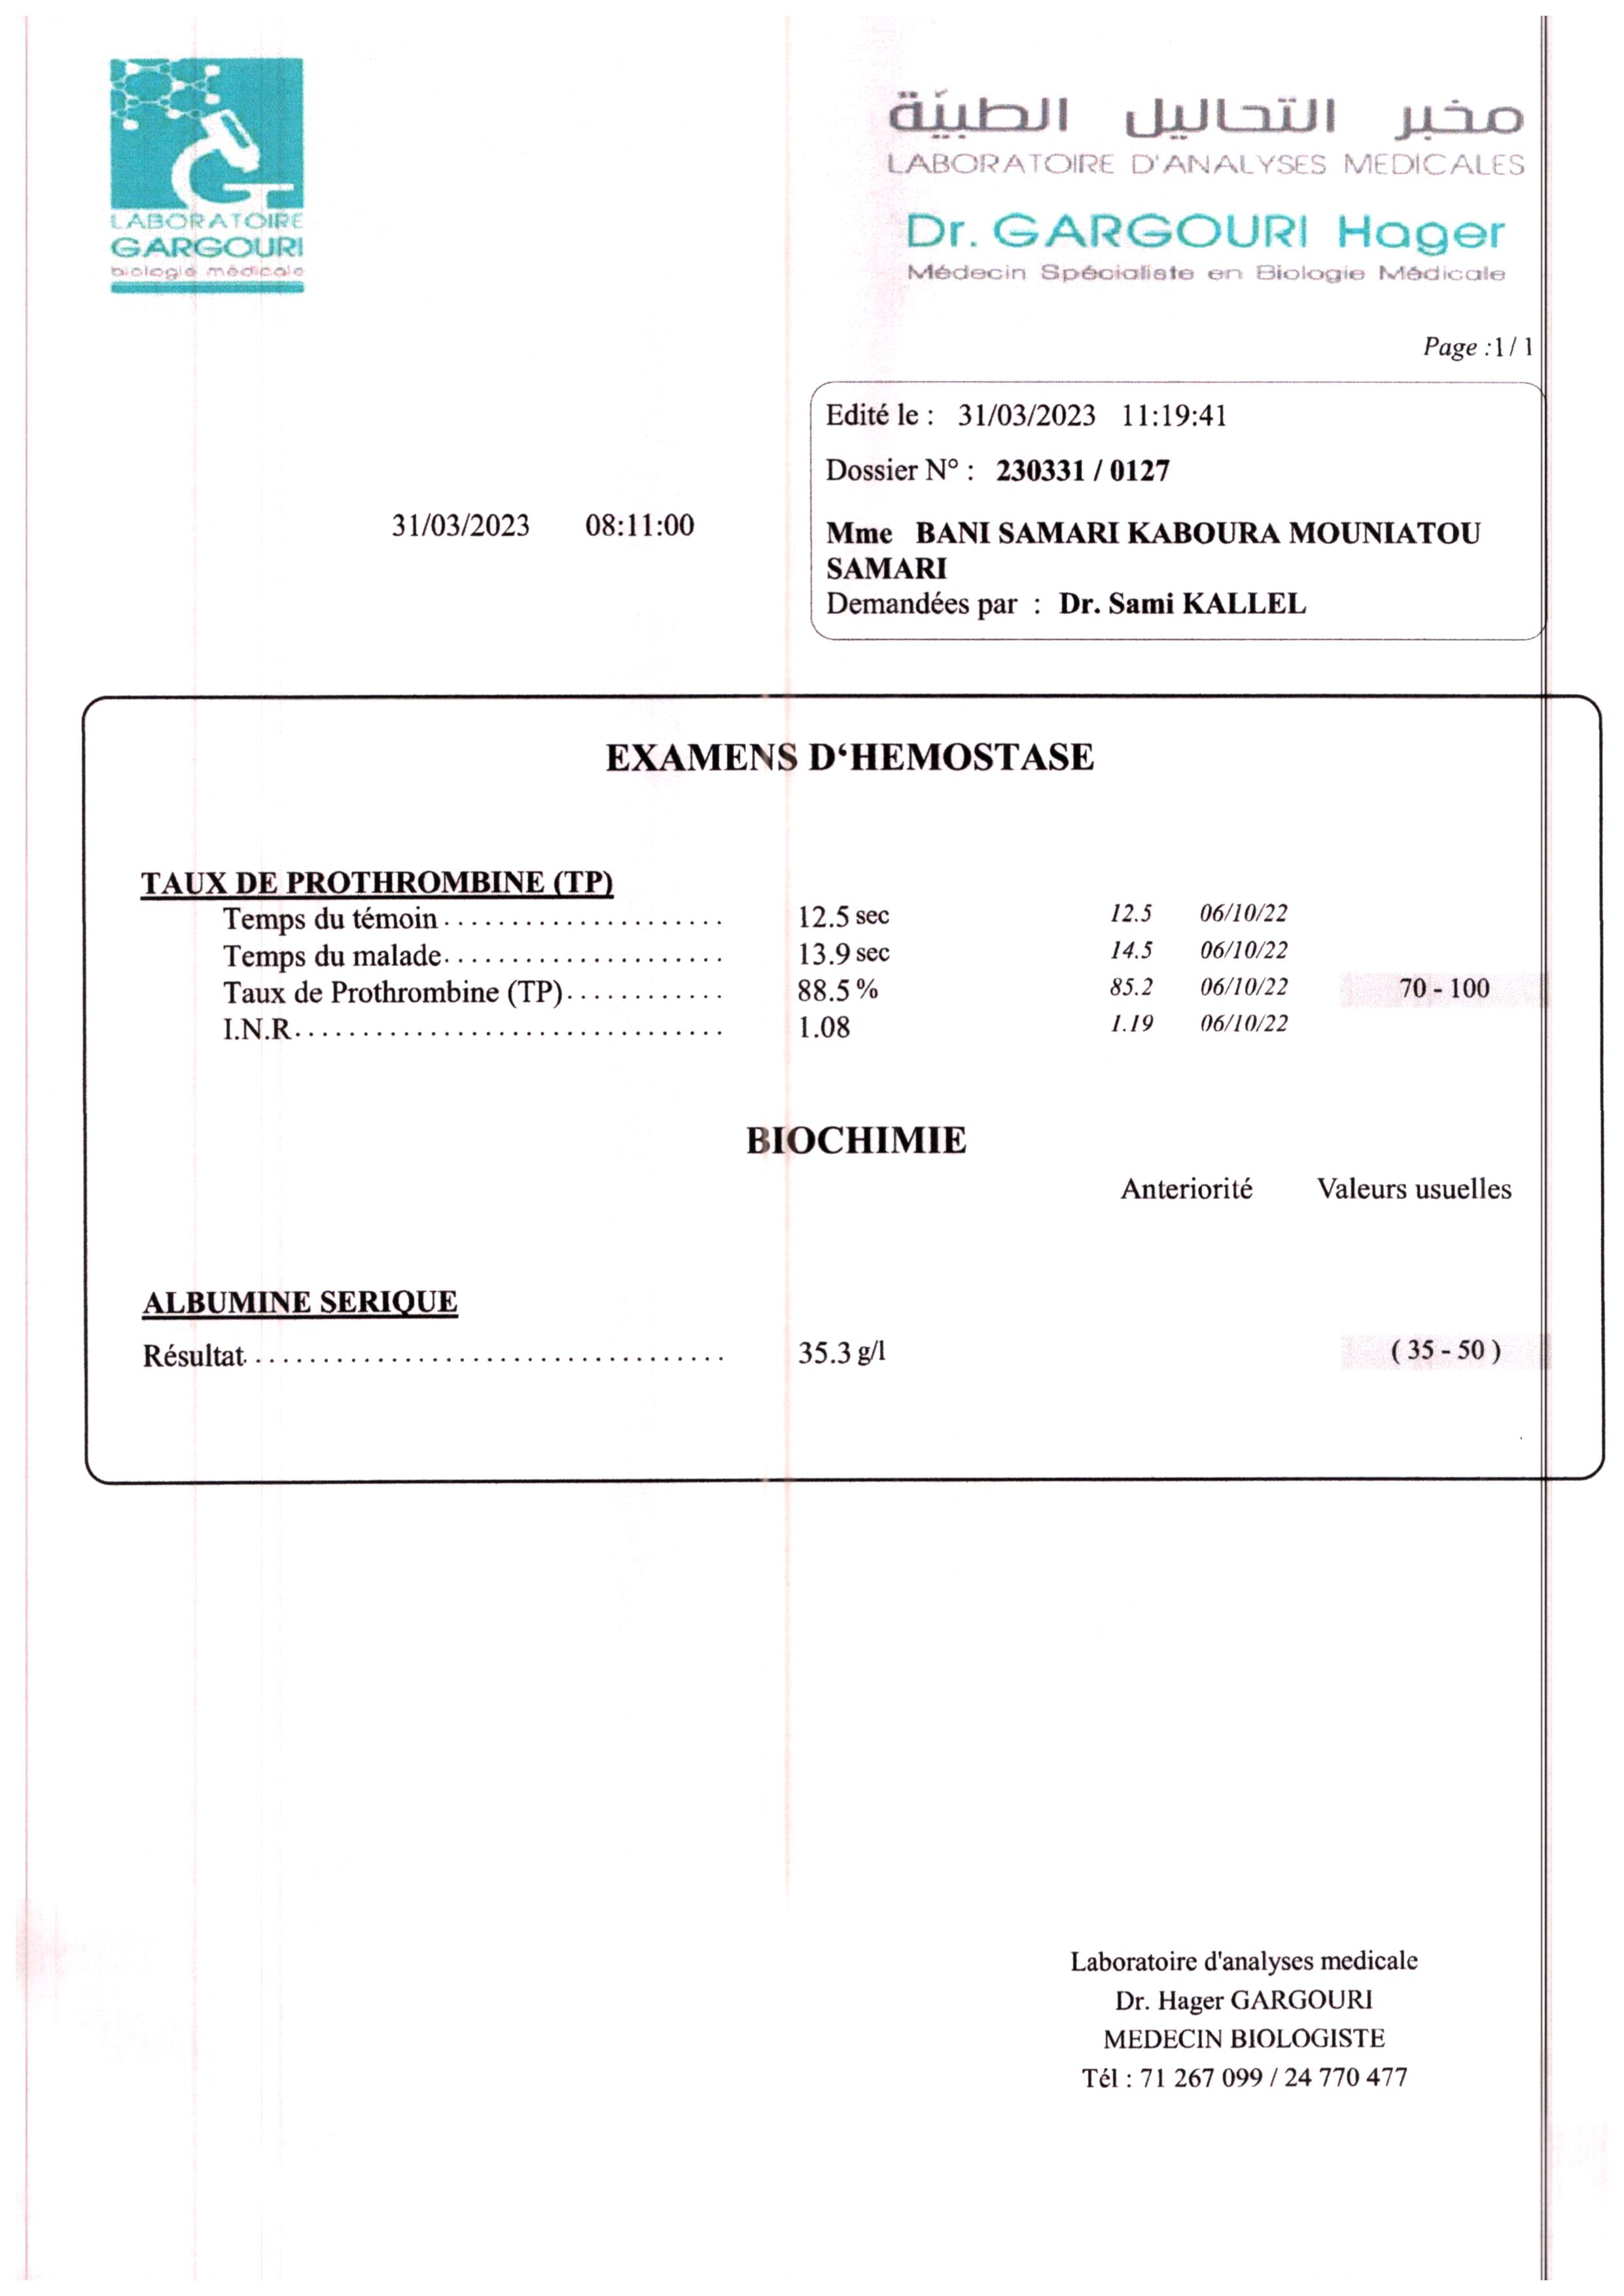 LABORATOIRE
GARGOURI
biologie médicale
مخبر التحاليل الطبيّة
LABORATOIRE D'ANALYSES MEDICALES
Dr. GARGOURI Hager
Médecin Spécialiste en Biologie Médicale
Page :1/ 1
Edité le : 31/03/2023 11:19:41
Dossier N° : 230331 / 0127
31/03/2023 08:11:00
Mme BANI SAMARI KABOURA MOUNIATOU
SAMARI
Demandées par : Dr. Sami KALLEL
EXAMENS D‘HEMOSTASE
TAUX DE PROTHROMBINE (TP)
Temps du témoin ..................... 12.5 sec 12.5 06/10/22
Temps du malade ..................... 13.9 sec 14.5 06/10/22
Taux de Prothrombine (TP) ............ 88.5 % 85.2 06/10/22 70 - 100
I.N.R ................................ 1.08 1.19 06/10/22
BIOCHIMIE
Anteriorité Valeurs usuelles
ALBUMINE SERIQUE
Résultat .................................... 35.3 g/l ( 35 - 50 )
Laboratoire d'analyses medicale
Dr. Hager GARGOURI
MEDECIN BIOLOGISTE
Tél : 71 267 099 / 24 770 477